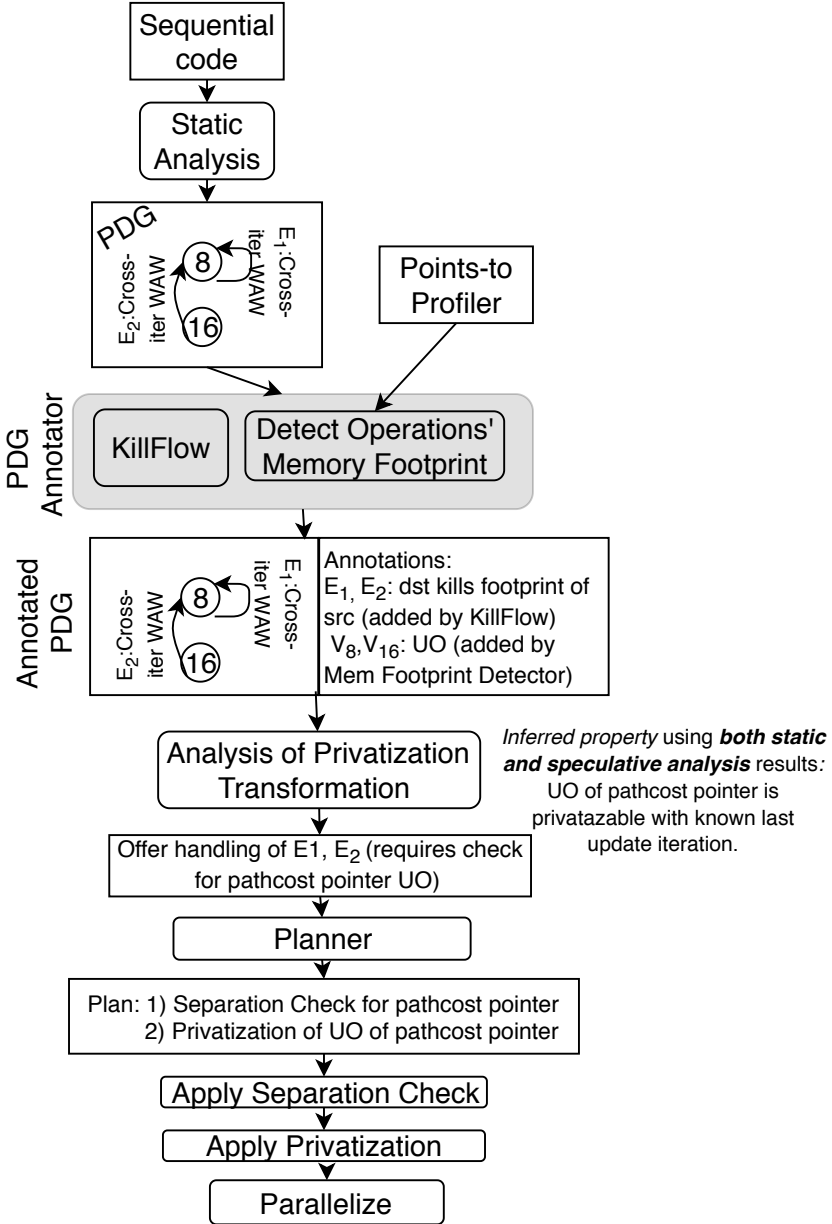 Sequential
code
Static
Analysis
PDG
E₂:Cross-
iter WAW
8
16
E₁:Cross-
iter WAW
Points-to
Profiler
PDG
Annotator
KillFlow
Detect Operations'
Memory Footprint
Annotated
PDG
E₂:Cross-
iter WAW
8
16
E₁:Cross-
iter WAW
Annotations:
E₁, E₂: dst kills footprint of
src (added by KillFlow)
V₈,V₁₆: UO (added by
Mem Footprint Detector)
Analysis of Privatization
Transformation
Inferred property using both static
and speculative analysis results:
UO of pathcost pointer is
privatazable with known last
update iteration.
Offer handling of E1, E₂ (requires check
for pathcost pointer UO)
Planner
Plan: 1) Separation Check for pathcost pointer
2) Privatization of UO of pathcost pointer
Apply Separation Check
Apply Privatization
Parallelize